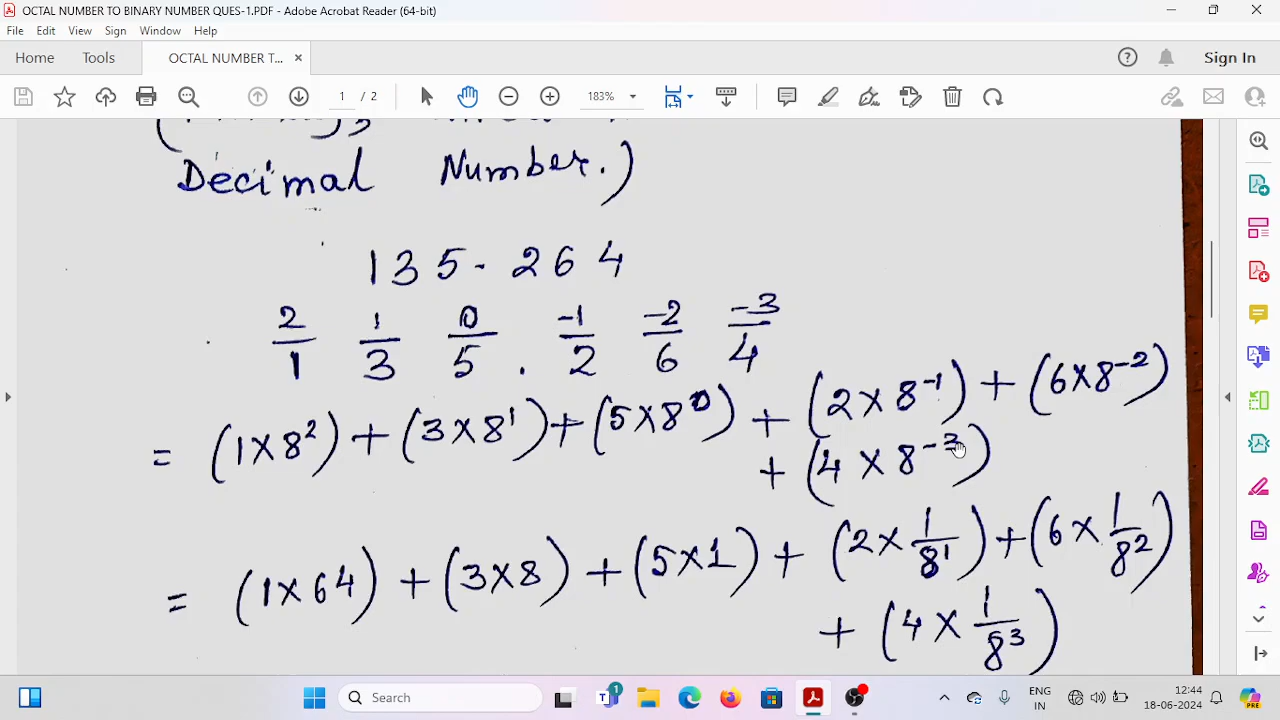 OCTAL NUMBER TO BINARY NUMBER QUES-1.PDF - Adobe Acrobat Reader (64-bit)
File Edit View Sign Window Help
Home Tools OCTAL NUMBER T... × Sign In
1 / 2 183%
Decimal Number.)
135.264
2 1 0 -1 -2 -3
1 3 5 . 2 6 4
= (1×8²) + (3×8¹) + (5×8⁰) + (2×8⁻¹) + (6×8⁻²)
+ (4×8⁻³)
= (1×64) + (3×8) + (5×1) + (2×1/8¹) + (6×1/8²)
+ (4×1/8³)
Search 1 ENG 12:44
IN 18-06-2024
PRE